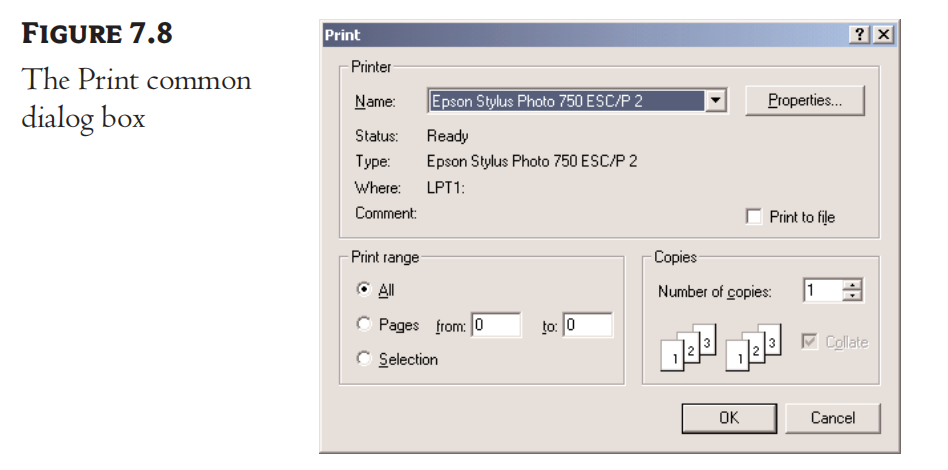 FIGURE 7.8
The Print common
dialog box
Print
Printer
Name: Epson Stylus Photo 750 ESC/P 2 Properties...
Status: Ready
Type: Epson Stylus Photo 750 ESC/P 2
Where: LPT1:
Comment: Print to file
Print range
All
Pages from: 0 to: 0
Selection
Copies
Number of copies: 1
1 2 3 1 2 3 Collate
OK Cancel